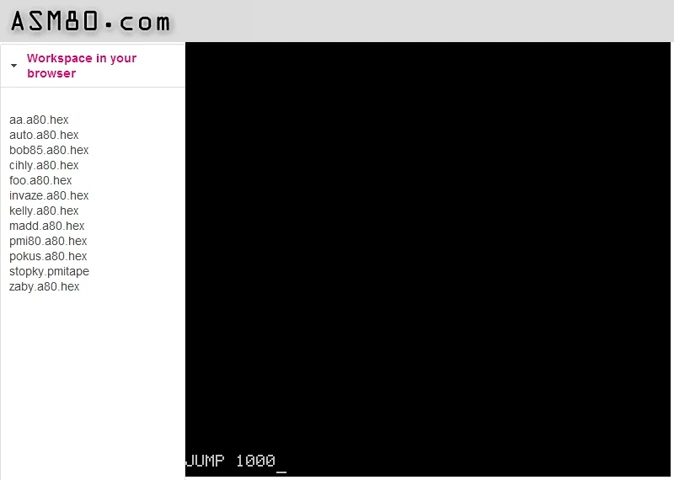 ASM80.com
Workspace in your
browser
aa.a80.hex
auto.a80.hex
bob85.a80.hex
cihly.a80.hex
foo.a80.hex
invaze.a80.hex
kelly.a80.hex
madd.a80.hex
pmi80.a80.hex
pokus.a80.hex
stopky.pmitape
zaby.a80.hex
JUMP 1000_